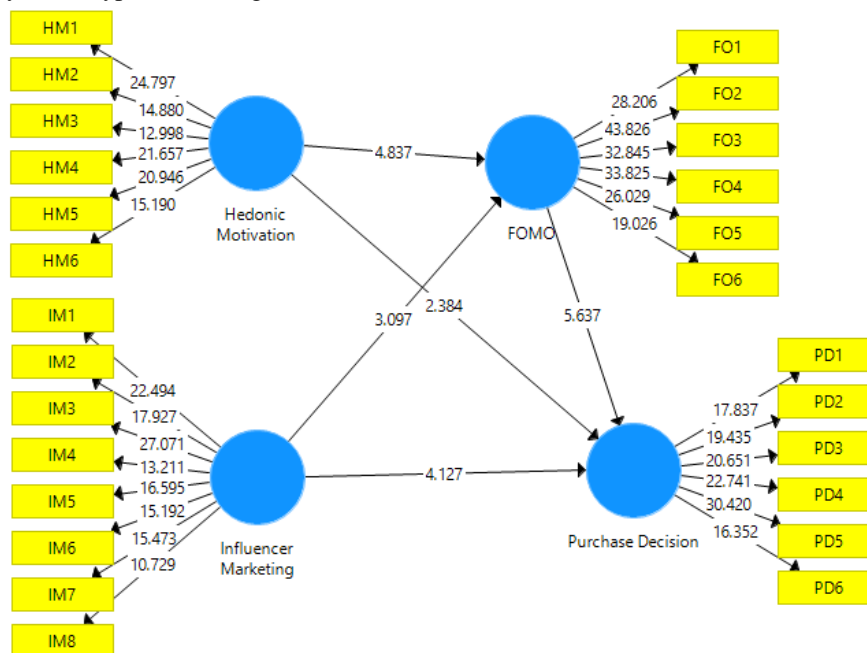 HM1
HM2
HM3
HM4
HM5
HM6
24.797
14.880
12.998
21.657
20.946
15.190
Hedonic
Motivation
4.837
FOMO
FO1
FO2
FO3
FO4
FO5
FO6
28.206
43.826
32.845
33.825
26.029
19.026
3.097
2.384
5.637
IM1
IM2
IM3
IM4
IM5
IM6
IM7
IM8
22.494
17.927
27.071
13.211
16.595
15.192
15.473
10.729
Influencer
Marketing
4.127
Purchase Decision
PD1
PD2
PD3
PD4
PD5
PD6
17.837
19.435
20.651
22.741
30.420
16.352